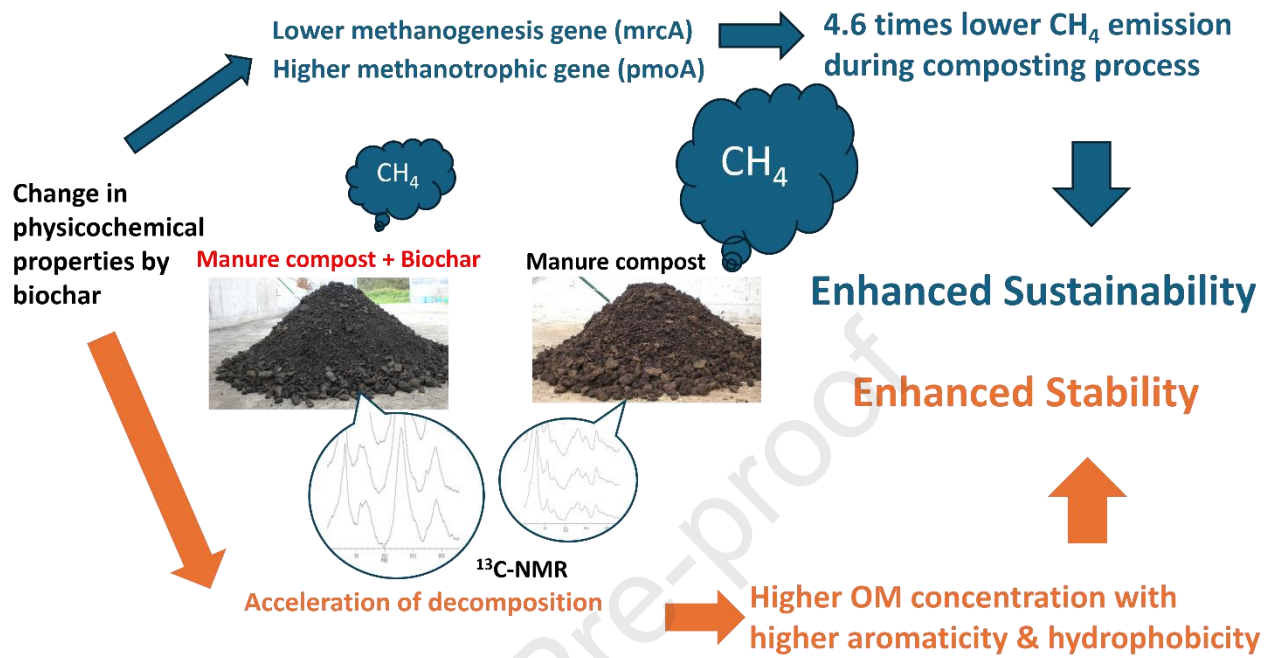 Lower methanogenesis gene (mrcA)
Higher methanotrophic gene (pmoA)
4.6 times lower CH₄ emission
during composting process
CH₄
CH₄
Change in
physicochemical
properties by
biochar
Manure compost + Biochar
Manure compost
Enhanced Sustainability
Enhanced Stability
¹³C-NMR
Acceleration of decomposition
Higher OM concentration with
higher aromaticity & hydrophobicity
Pre-proof